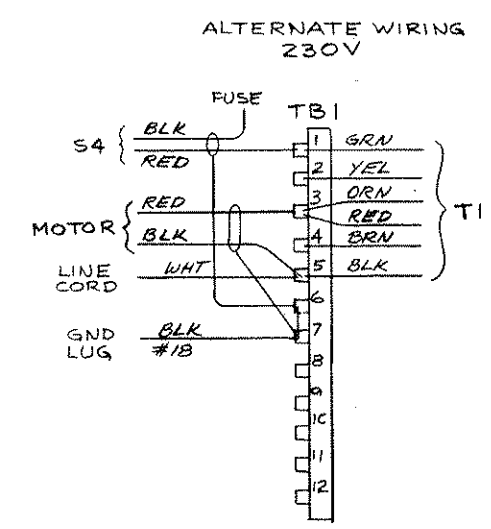 ALTERNATE WIRING
230V
FUSE
TB1
S4
BLK
RED
1 GRN
2 YEL
3 ORN
RED
4 BRN
5 BLK
T1
MOTOR
RED
BLK
LINE
CORD
WHT
6
GND
LUG
BLK
#18
7
8
9
10
11
12